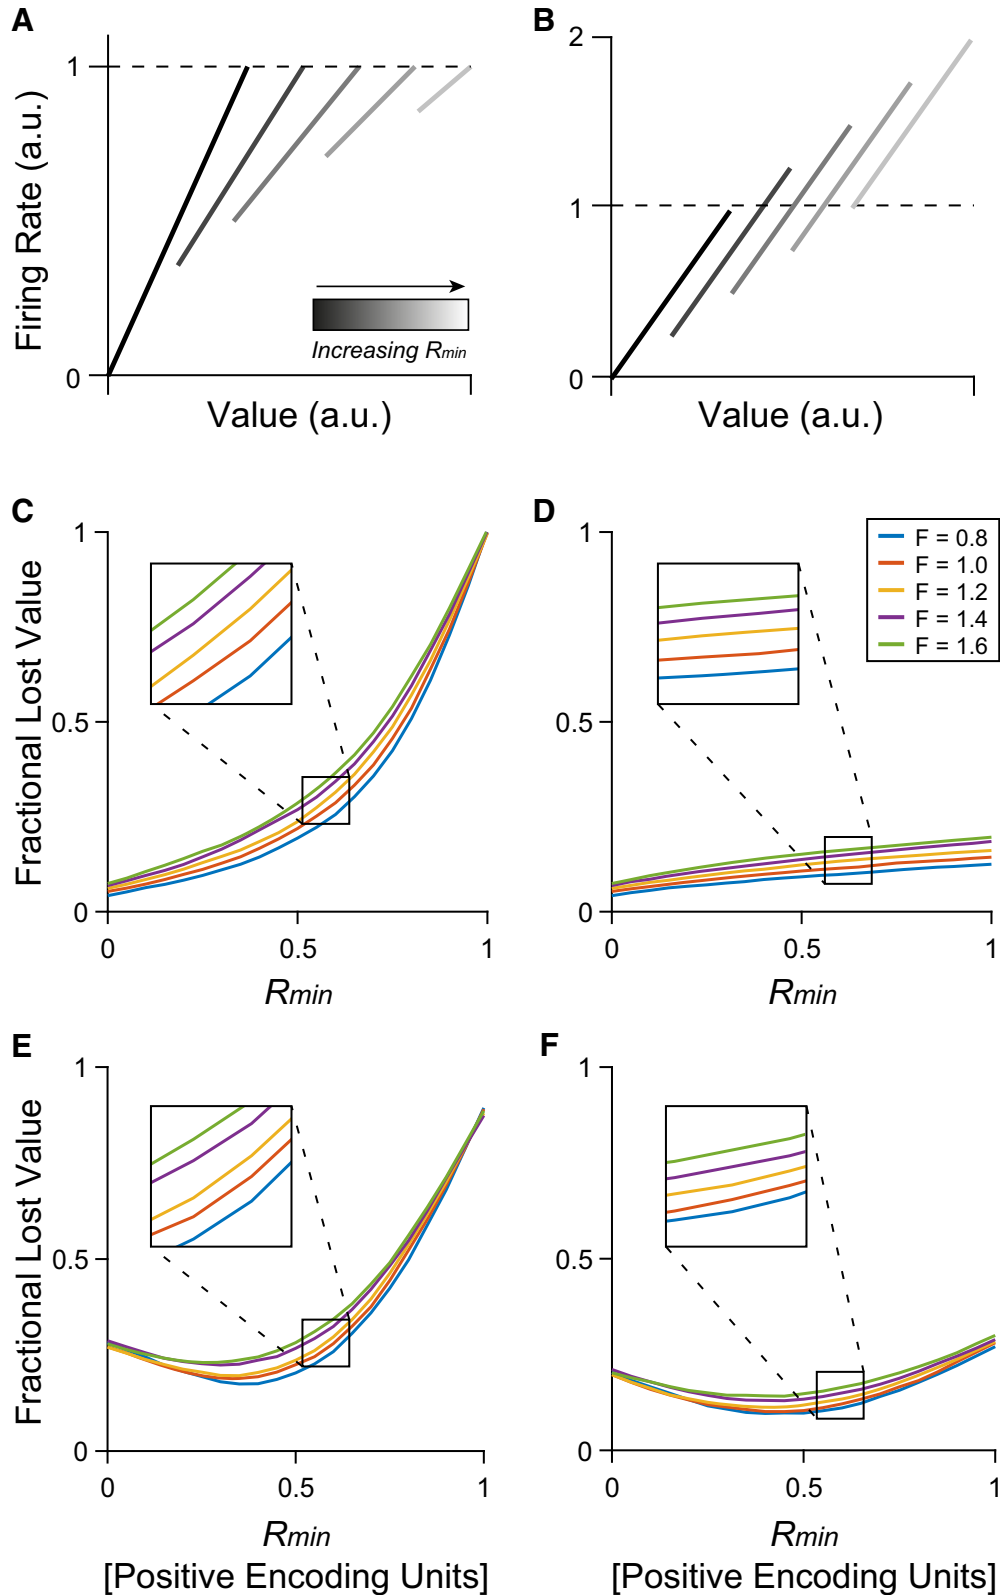 A
Firing Rate (a.u.)
1
0
Increasing Rmin
Value (a.u.)
B
2
1
0
Value (a.u.)
C
Fractional Lost Value
1
0.5
0
0
0.5
1
Rmin
D
F = 0.8
F = 1.0
F = 1.2
F = 1.4
F = 1.6
1
0.5
0
0
0.5
1
Rmin
E
Fractional Lost Value
1
0.5
0
0
0.5
1
Rmin
[Positive Encoding Units]
F
1
0.5
0
0
0.5
1
Rmin
[Positive Encoding Units]